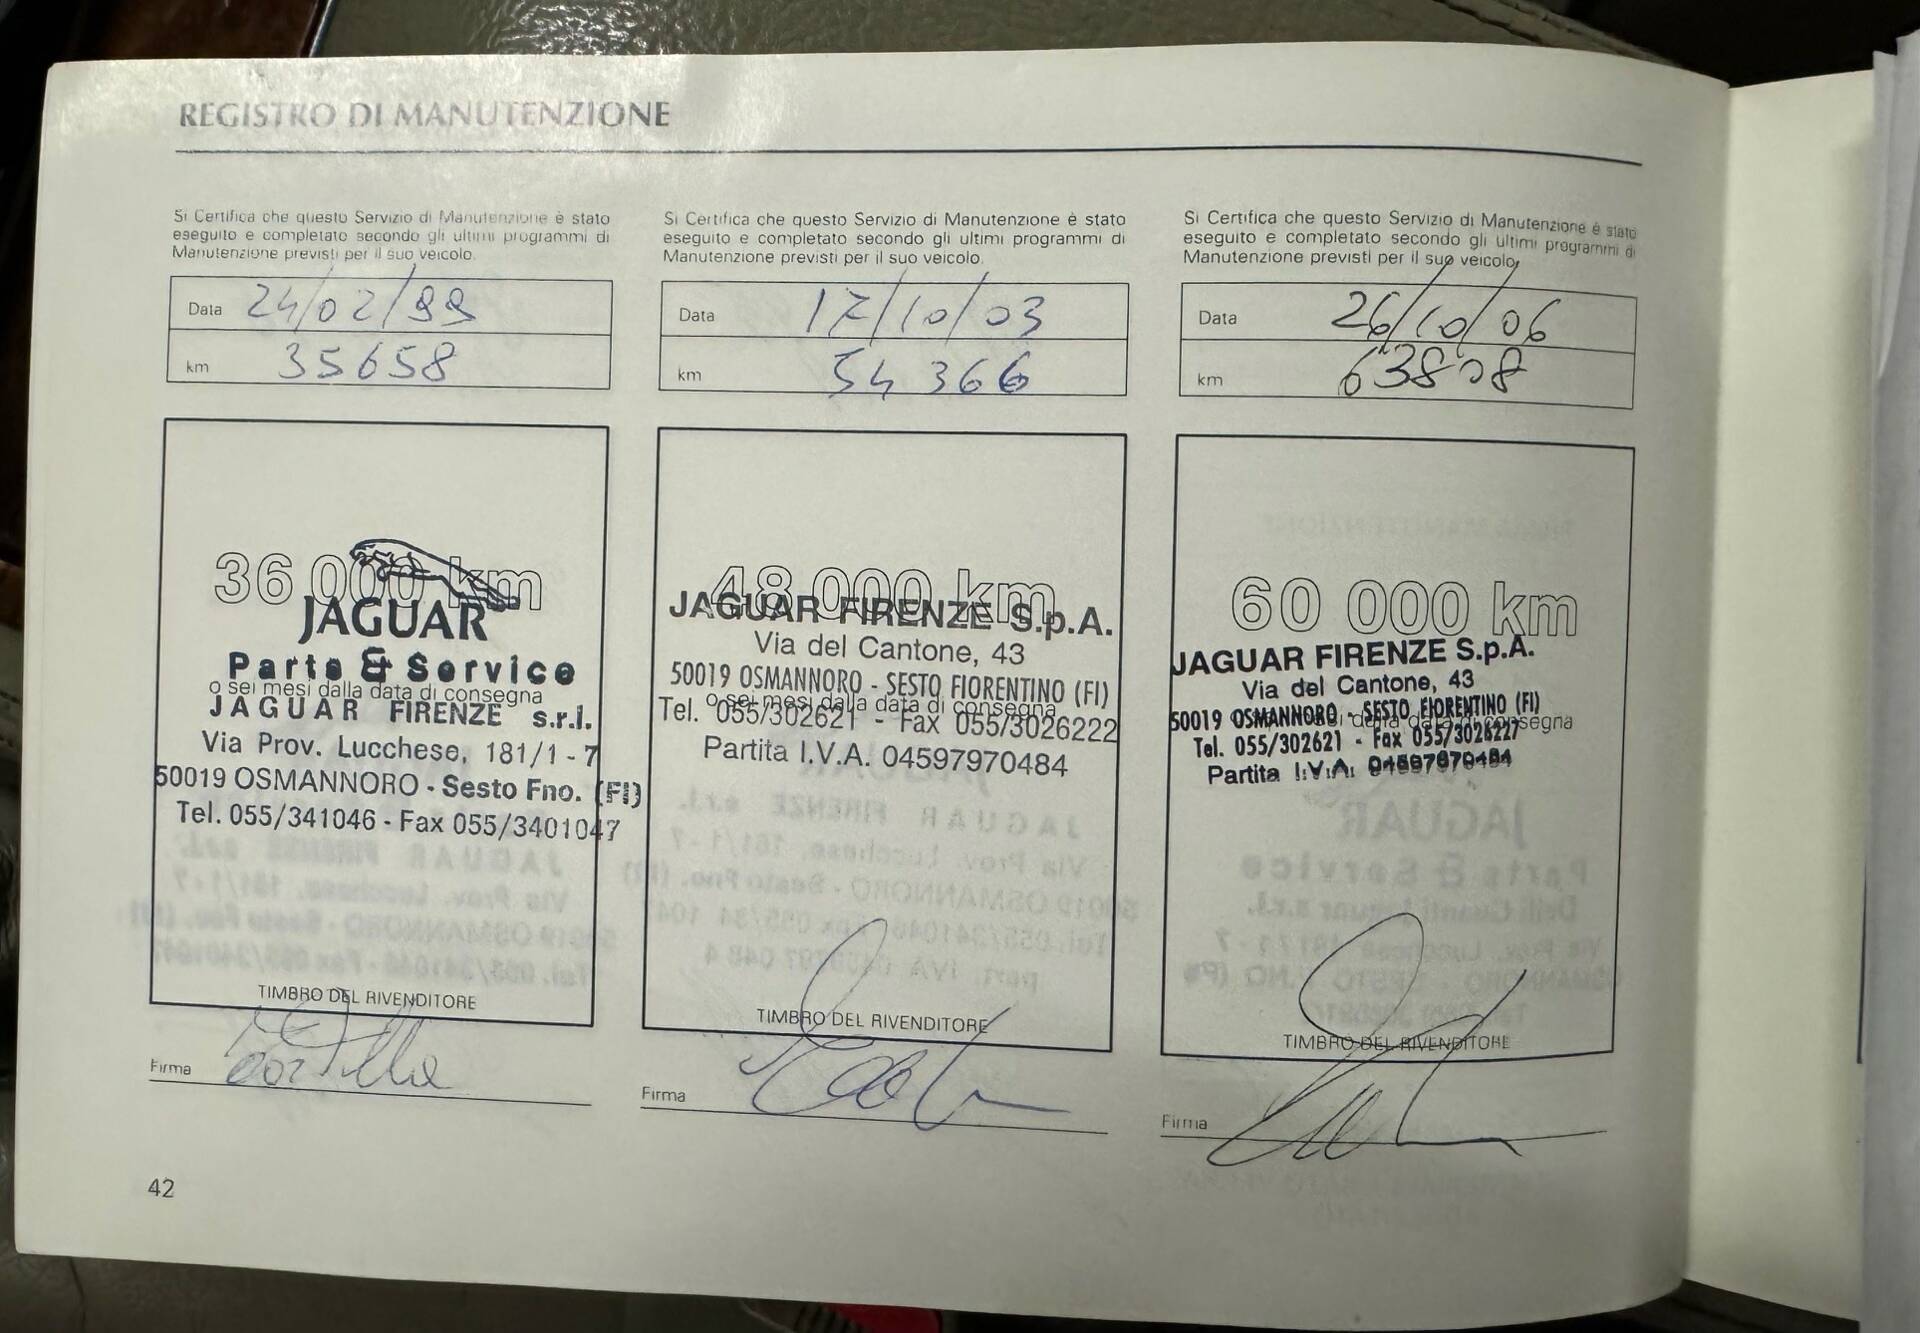 REGISTRO DI MANUTENZIONE
Si Certifica che questo Servizio di Manutenzione è stato
eseguito e completato secondo gli ultimi programmi di
Manutenzione previsti per il suo veicolo.
Data 24/02/99
km 35658
36 000 km
JAGUAR
Parts & Service
o sei mesi dalla data di consegna
JAGUAR FIRENZE s.r.l.
Via Prov. Lucchese, 181/1 - 7
50019 OSMANNORO - Sesto Fno. (FI)
Tel. 055/341046 - Fax 055/3401047
TIMBRO DEL RIVENDITORE
Firma
Si Certifica che questo Servizio di Manutenzione è stato
eseguito e completato secondo gli ultimi programmi di
Manutenzione previsti per il suo veicolo.
Data 17/10/03
km 54366
48 000 km
JAGUAR FIRENZE S.p.A.
Via del Cantone, 43
50019 OSMANNORO - SESTO FIORENTINO (FI)
o sei mesi dalla data di consegna
Tel. 055/302621 - Fax 055/3026222
Partita I.V.A. 04597970484
TIMBRO DEL RIVENDITORE
Firma
Si Certifica che questo Servizio di Manutenzione è stato
eseguito e completato secondo gli ultimi programmi di
Manutenzione previsti per il suo veicolo.
Data 26/10/06
km 63808
60 000 km
JAGUAR FIRENZE S.p.A.
Via del Cantone, 43
50019 OSMANNORO - SESTO FIORENTINO (FI)
o sei mesi dalla data di consegna
Tel. 055/302621 - Fax 055/3026227
Partita I.V.A. 04597970484
TIMBRO DEL RIVENDITORE
Firma
42